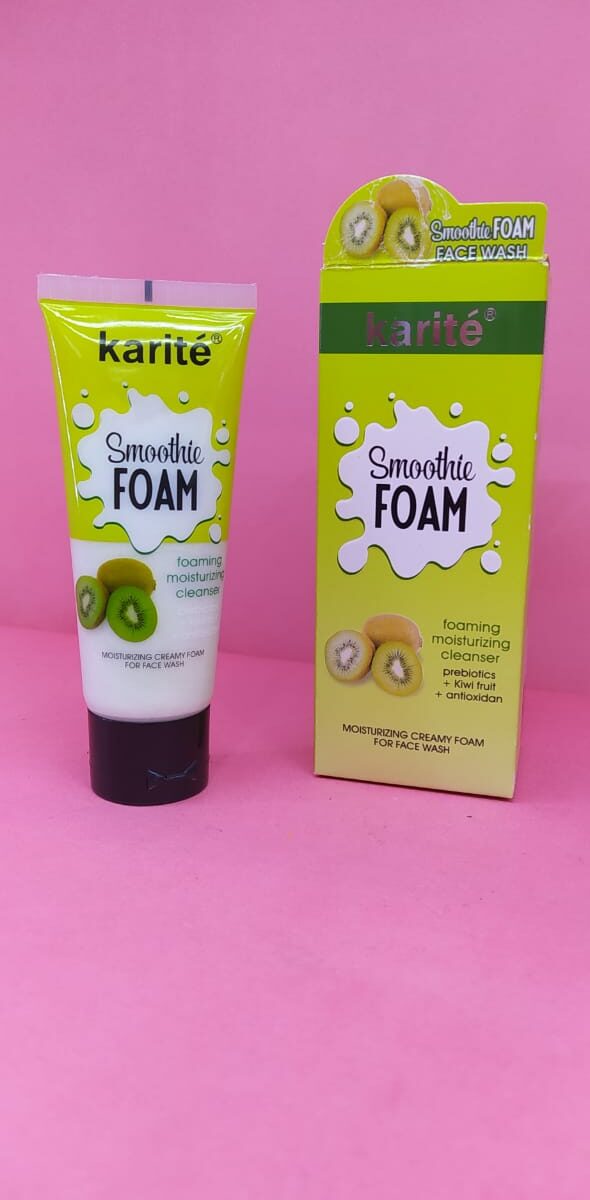 karité®
Smoothie
FOAM
foaming
moisturizing
cleanser
MOISTURIZING CREAMY FOAM
FOR FACE WASH
Smoothie FOAM
FACE WASH
karité®
Smoothie
FOAM
foaming
moisturizing
cleanser
prebiotics
+ Kiwi fruit
+ antioxidan
MOISTURIZING CREAMY FOAM
FOR FACE WASH